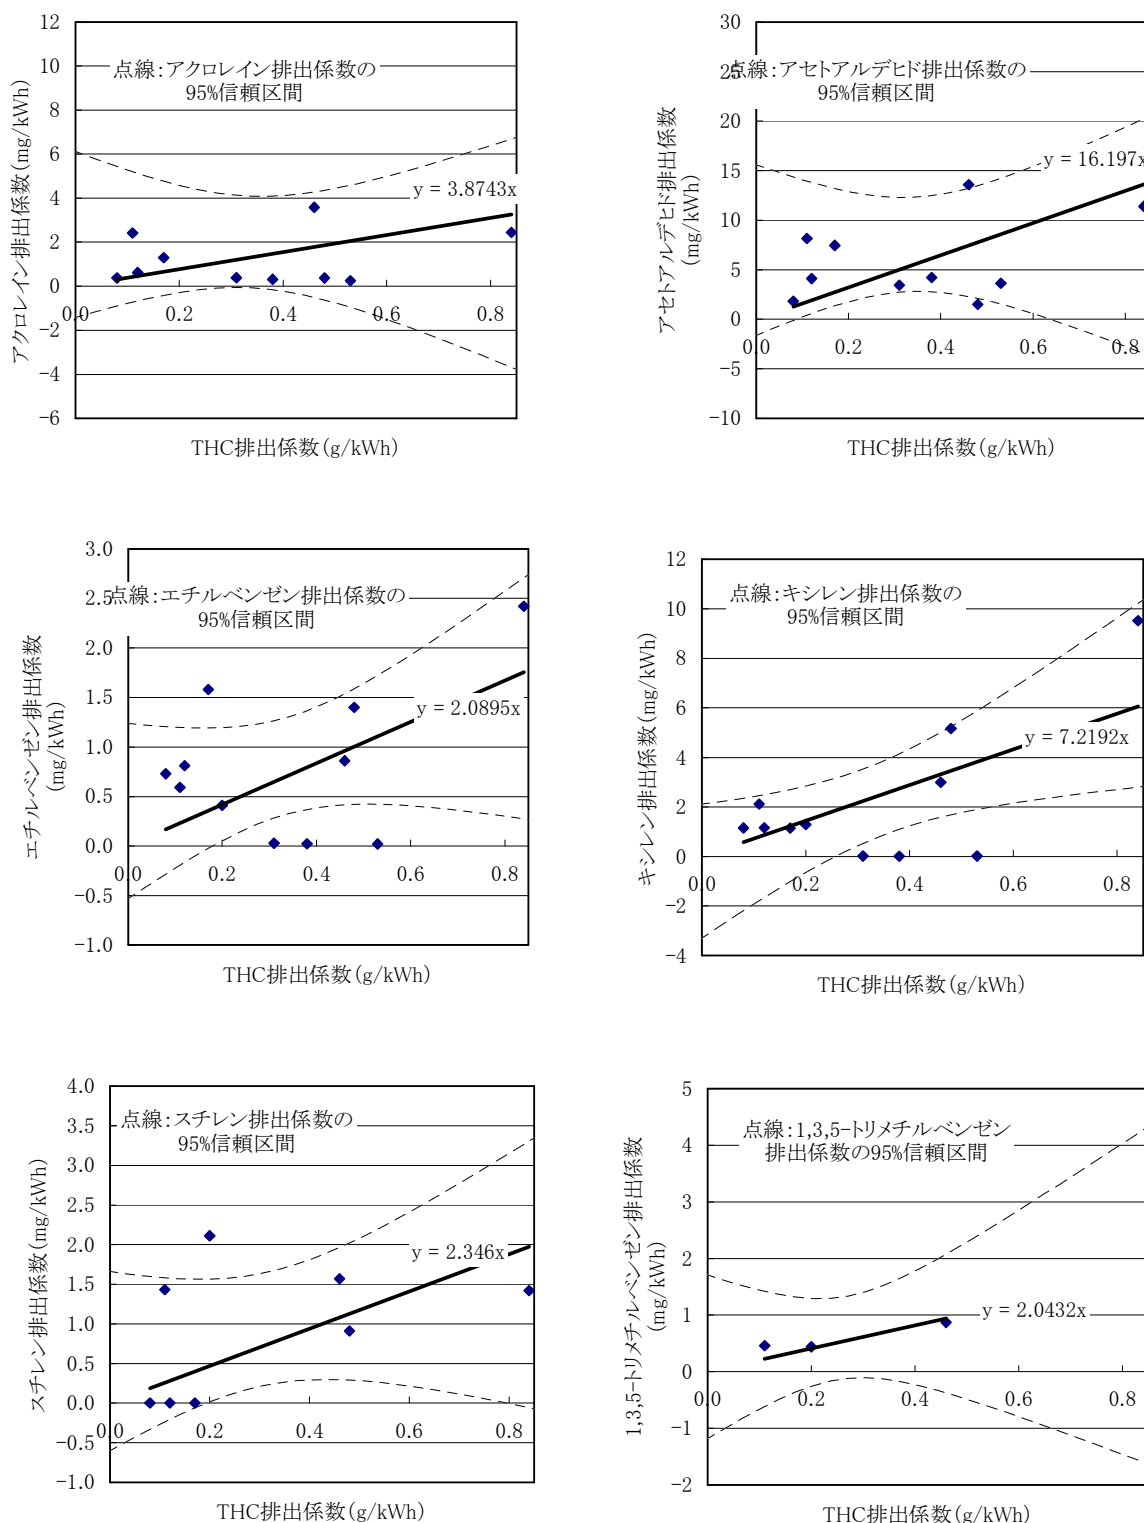 12
10
8
6
4
2
0
−2
−4
−6
アクロレイン排出係数(mg/kWh)
点線:アクロレイン排出係数の
95%信頼区間
y = 3.8743x
0.0
0.2
0.4
0.6
0.8
THC排出係数(g/kWh)
30
25
20
15
10
5
0
−5
−10
アセトアルデヒド排出係数
(mg/kWh)
点線:アセトアルデヒド排出係数の
95%信頼区間
y = 16.197x
0.0
0.2
0.4
0.6
0.8
THC排出係数(g/kWh)
3.0
2.5
2.0
1.5
1.0
0.5
0.0
−0.5
−1.0
エチルベンゼン排出係数
(mg/kWh)
点線:エチルベンゼン排出係数の
95%信頼区間
y = 2.0895x
0.0
0.2
0.4
0.6
0.8
THC排出係数(g/kWh)
12
10
8
6
4
2
0
−2
−4
キシレン排出係数(mg/kWh)
点線:キシレン排出係数の
95%信頼区間
y = 7.2192x
0.0
0.2
0.4
0.6
0.8
THC排出係数(g/kWh)
4.0
3.5
3.0
2.5
2.0
1.5
1.0
0.5
0.0
−0.5
−1.0
スチレン排出係数(mg/kWh)
点線:スチレン排出係数の
95%信頼区間
y = 2.346x
0.0
0.2
0.4
0.6
0.8
THC排出係数(g/kWh)
5
4
3
2
1
0
−1
−2
1,3,5−トリメチルベンゼン排出係数
(mg/kWh)
点線:1,3,5−トリメチルベンゼン
排出係数の95%信頼区間
y = 2.0432x
0.0
0.2
0.4
0.6
0.8
THC排出係数(g/kWh)